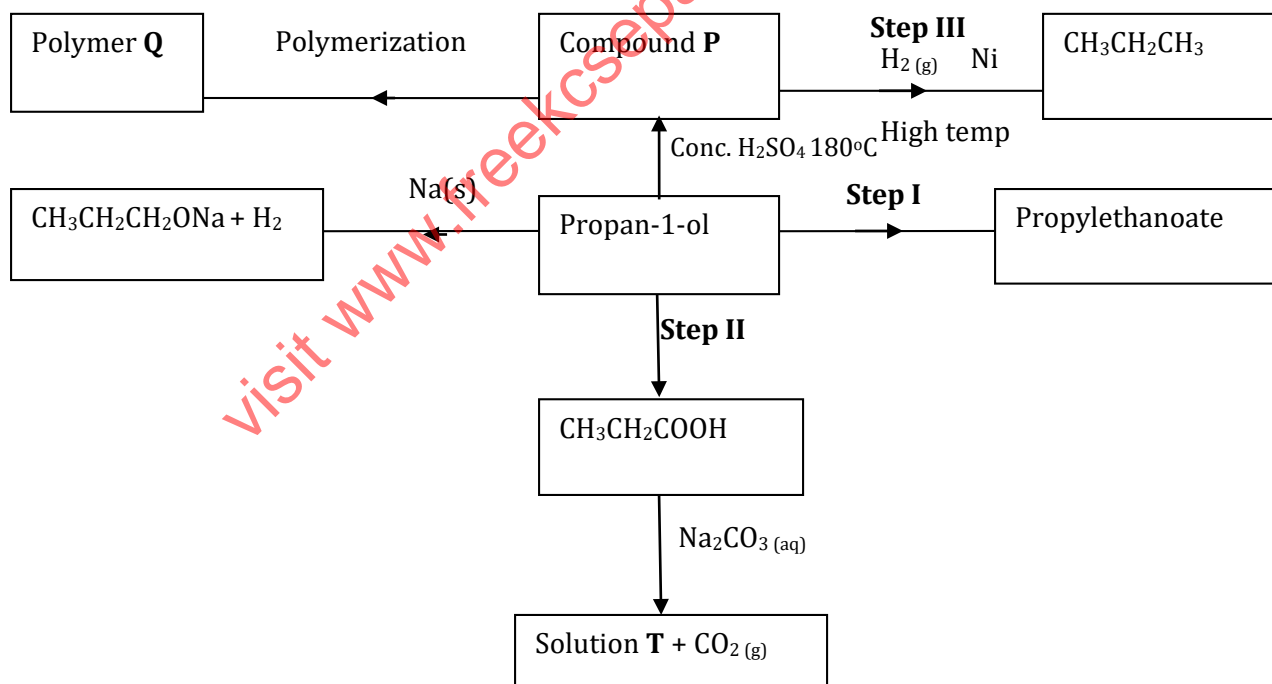 Polymer Q
Polymerization
Compound P
Step III
H₂ (g) Ni
High temp
CH₃CH₂CH₃
Conc. H₂SO₄ 180°C
CH₃CH₂CH₂ONa + H₂
Na(s)
Propan-1-ol
Step I
Propylethanoate
Step II
CH₃CH₂COOH
Na₂CO₃ (aq)
Solution T + CO₂ (g)
visit www.freekcsepa